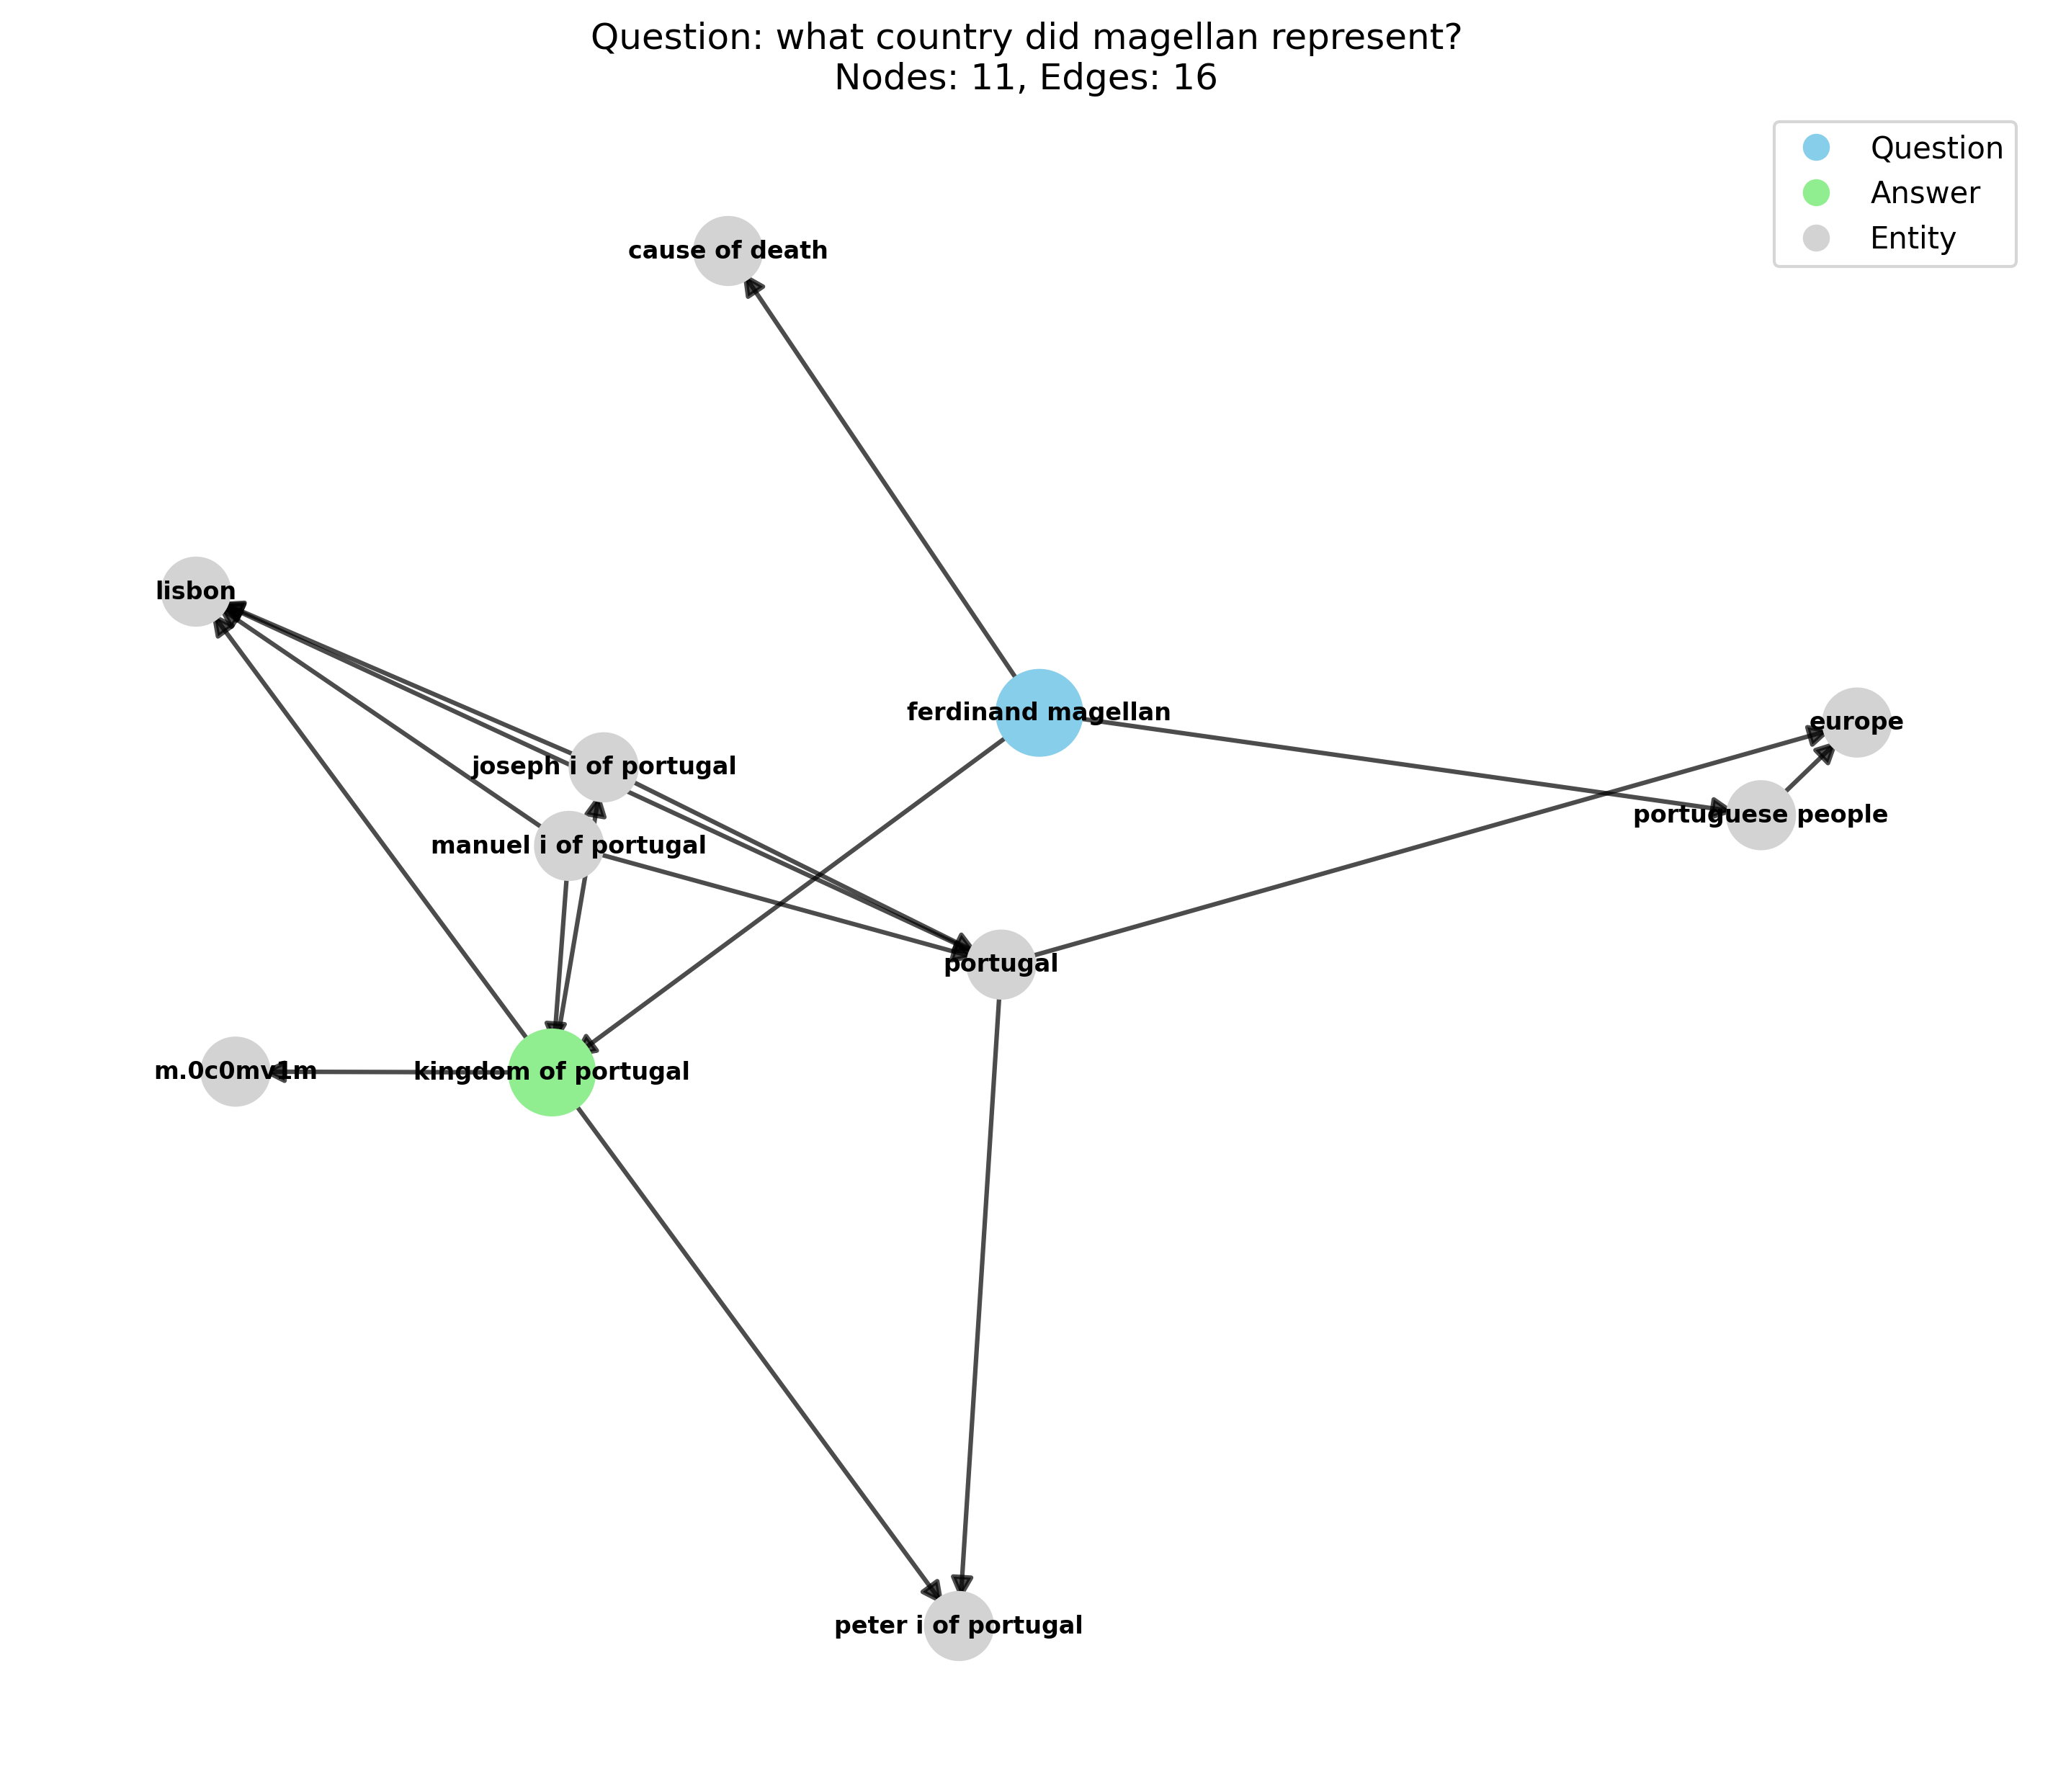 Question: what country did magellan represent?
Nodes: 11, Edges: 16
Question
Answer
Entity
cause of death
lisbon
ferdinand magellan
europe
joseph i of portugal
portuguese people
manuel i of portugal
portugal
m.0c0mv1m
kingdom of portugal
peter i of portugal